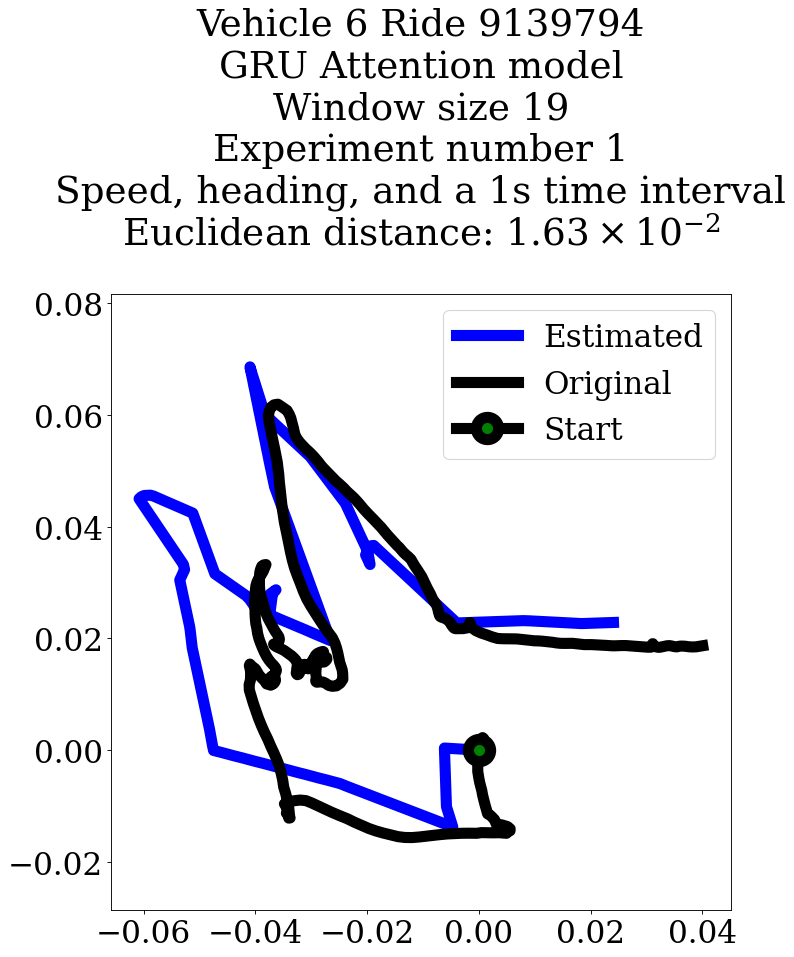 Vehicle 6 Ride 9139794
GRU Attention model
Window size 19
Experiment number 1
Speed, heading, and a 1s time interval
Euclidean distance: 1.63 × 10⁻²
Estimated
Original
Start
0.08
0.06
0.04
0.02
0.00
−0.02
−0.06 −0.04 −0.02 0.00 0.02 0.04